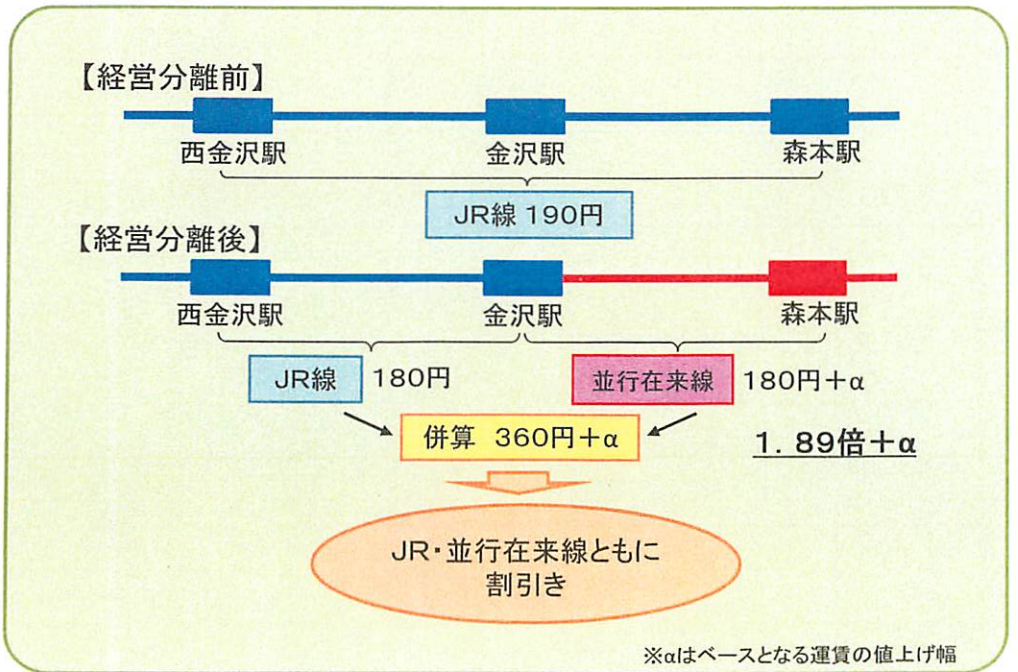 【経営分離前】
西金沢駅 金沢駅 森本駅
JR線 190円
【経営分離後】
西金沢駅 金沢駅 森本駅
JR線 180円 並行在来線 180円＋α
併算 360円＋α 1．89倍＋α
JR・並行在来線ともに
割引き
※αはベースとなる運賃の値上げ幅